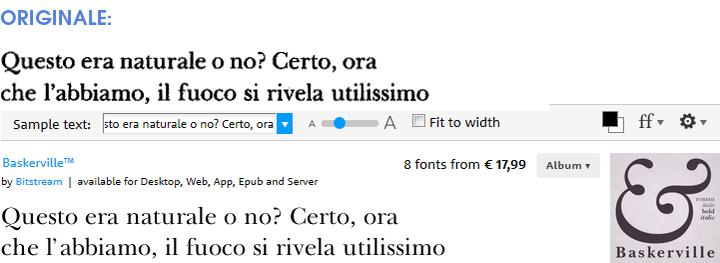 ORIGINALE:
Questo era naturale o no? Certo, ora
che l'abbiamo, il fuoco si rivela utilissimo
Sample text: sto era naturale o no? Certo, ora A A Fit to width ff
Baskerville™ 8 fonts from € 17,99 Album
by Bitstream | available for Desktop, Web, App, Epub and Server
Questo era naturale o no? Certo, ora
che l'abbiamo, il fuoco si rivela utilissimo
&
roman
italic
bold
italic
Baskerville